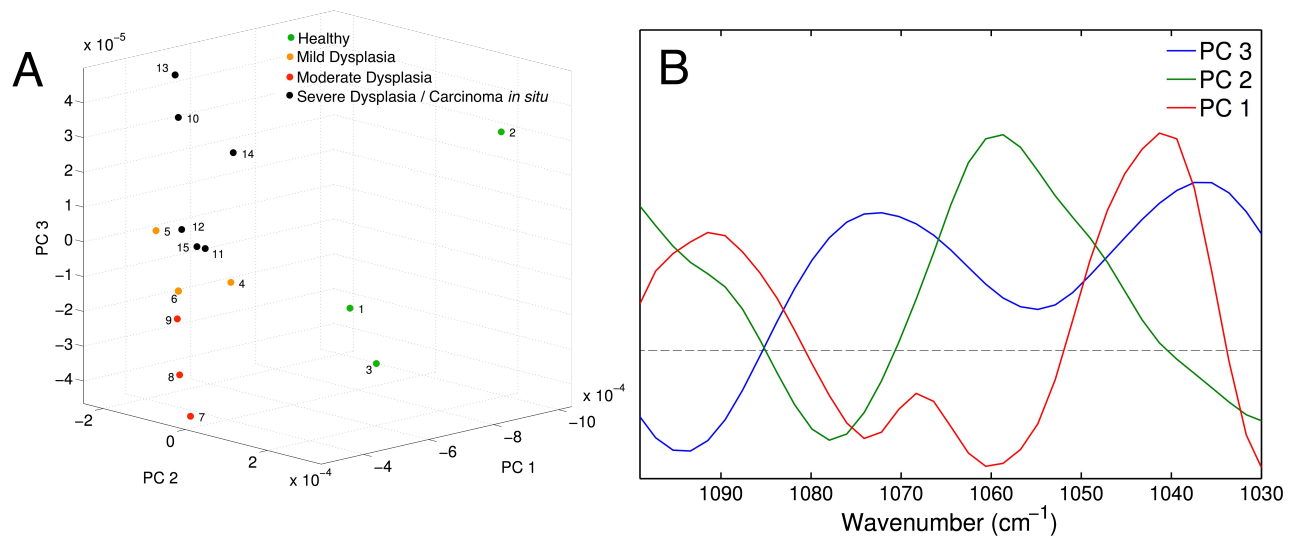 A
x 10⁻⁵
Healthy
Mild Dysplasia
Moderate Dysplasia
Severe Dysplasia / Carcinoma in situ
13
10
14
2
5
12
15
11
4
6
9
1
3
8
7
4
3
2
1
0
−1
−2
−3
−4
PC 3
−2
0
2
x 10⁻⁴
PC 2
−4
−6
−8
−10
x 10⁻⁴
PC 1
B
PC 3
PC 2
PC 1
1090 1080 1070 1060 1050 1040 1030
Wavenumber (cm⁻¹)